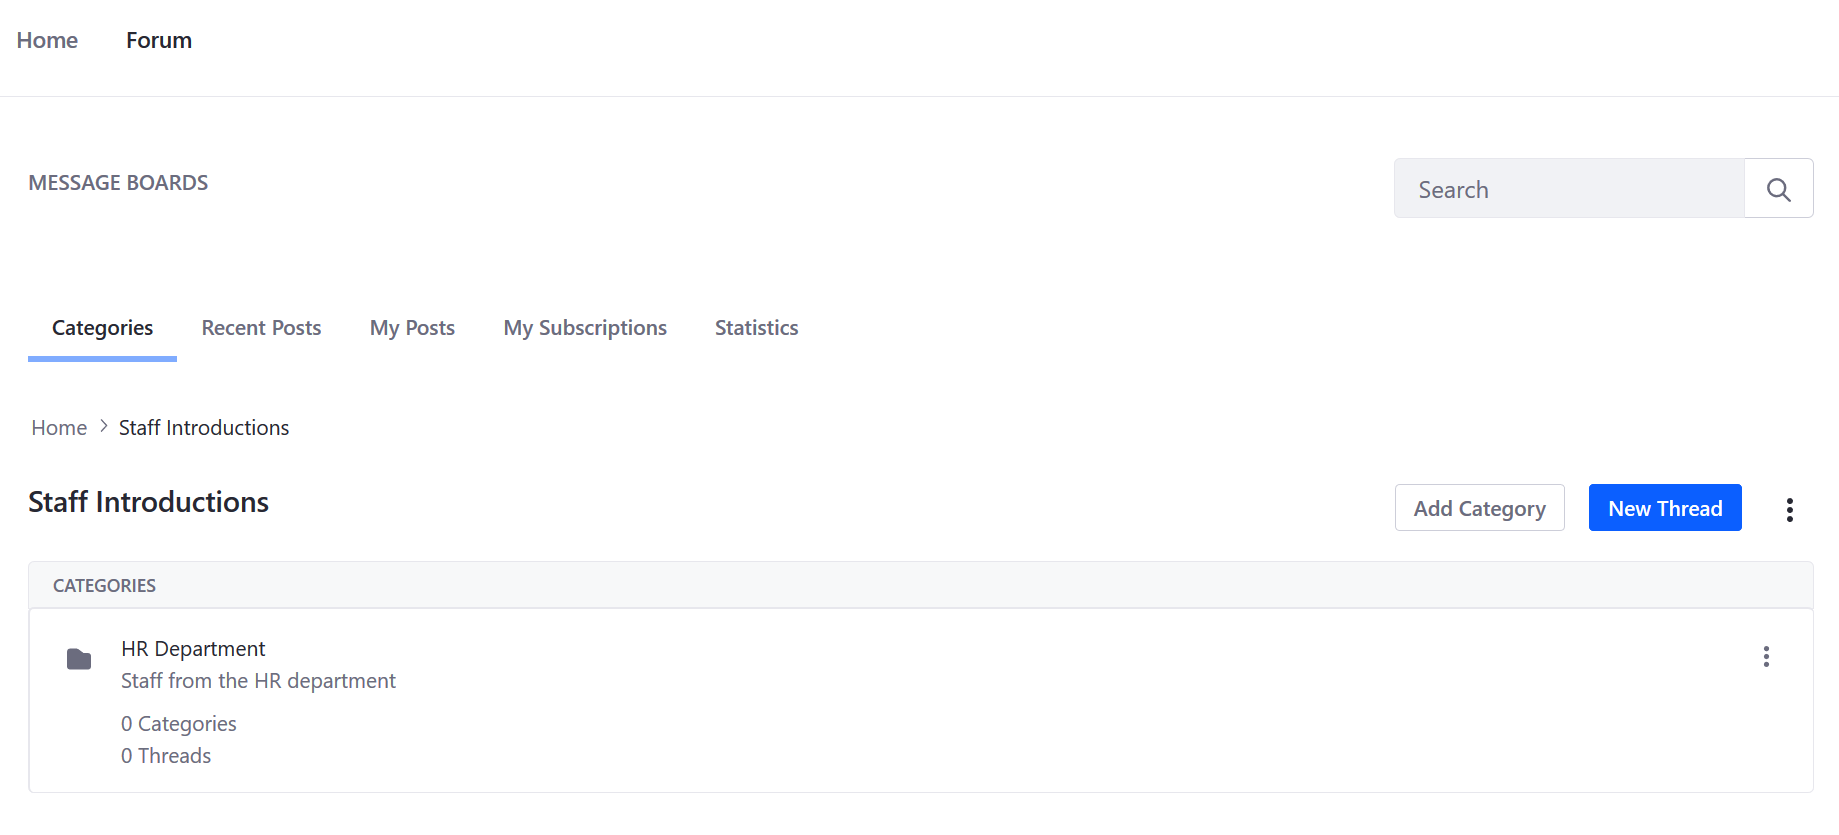 Home Forum
MESSAGE BOARDS
Search
Categories Recent Posts My Posts My Subscriptions Statistics
Home > Staff Introductions
Staff Introductions
Add Category New Thread
CATEGORIES
HR Department
Staff from the HR department
0 Categories
0 Threads